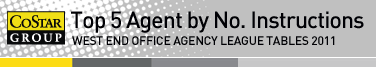 COSTAR
GROUP
Top 5 Agent by No. Instructions
WEST END OFFICE AGENCY LEAGUE TABLES 2011